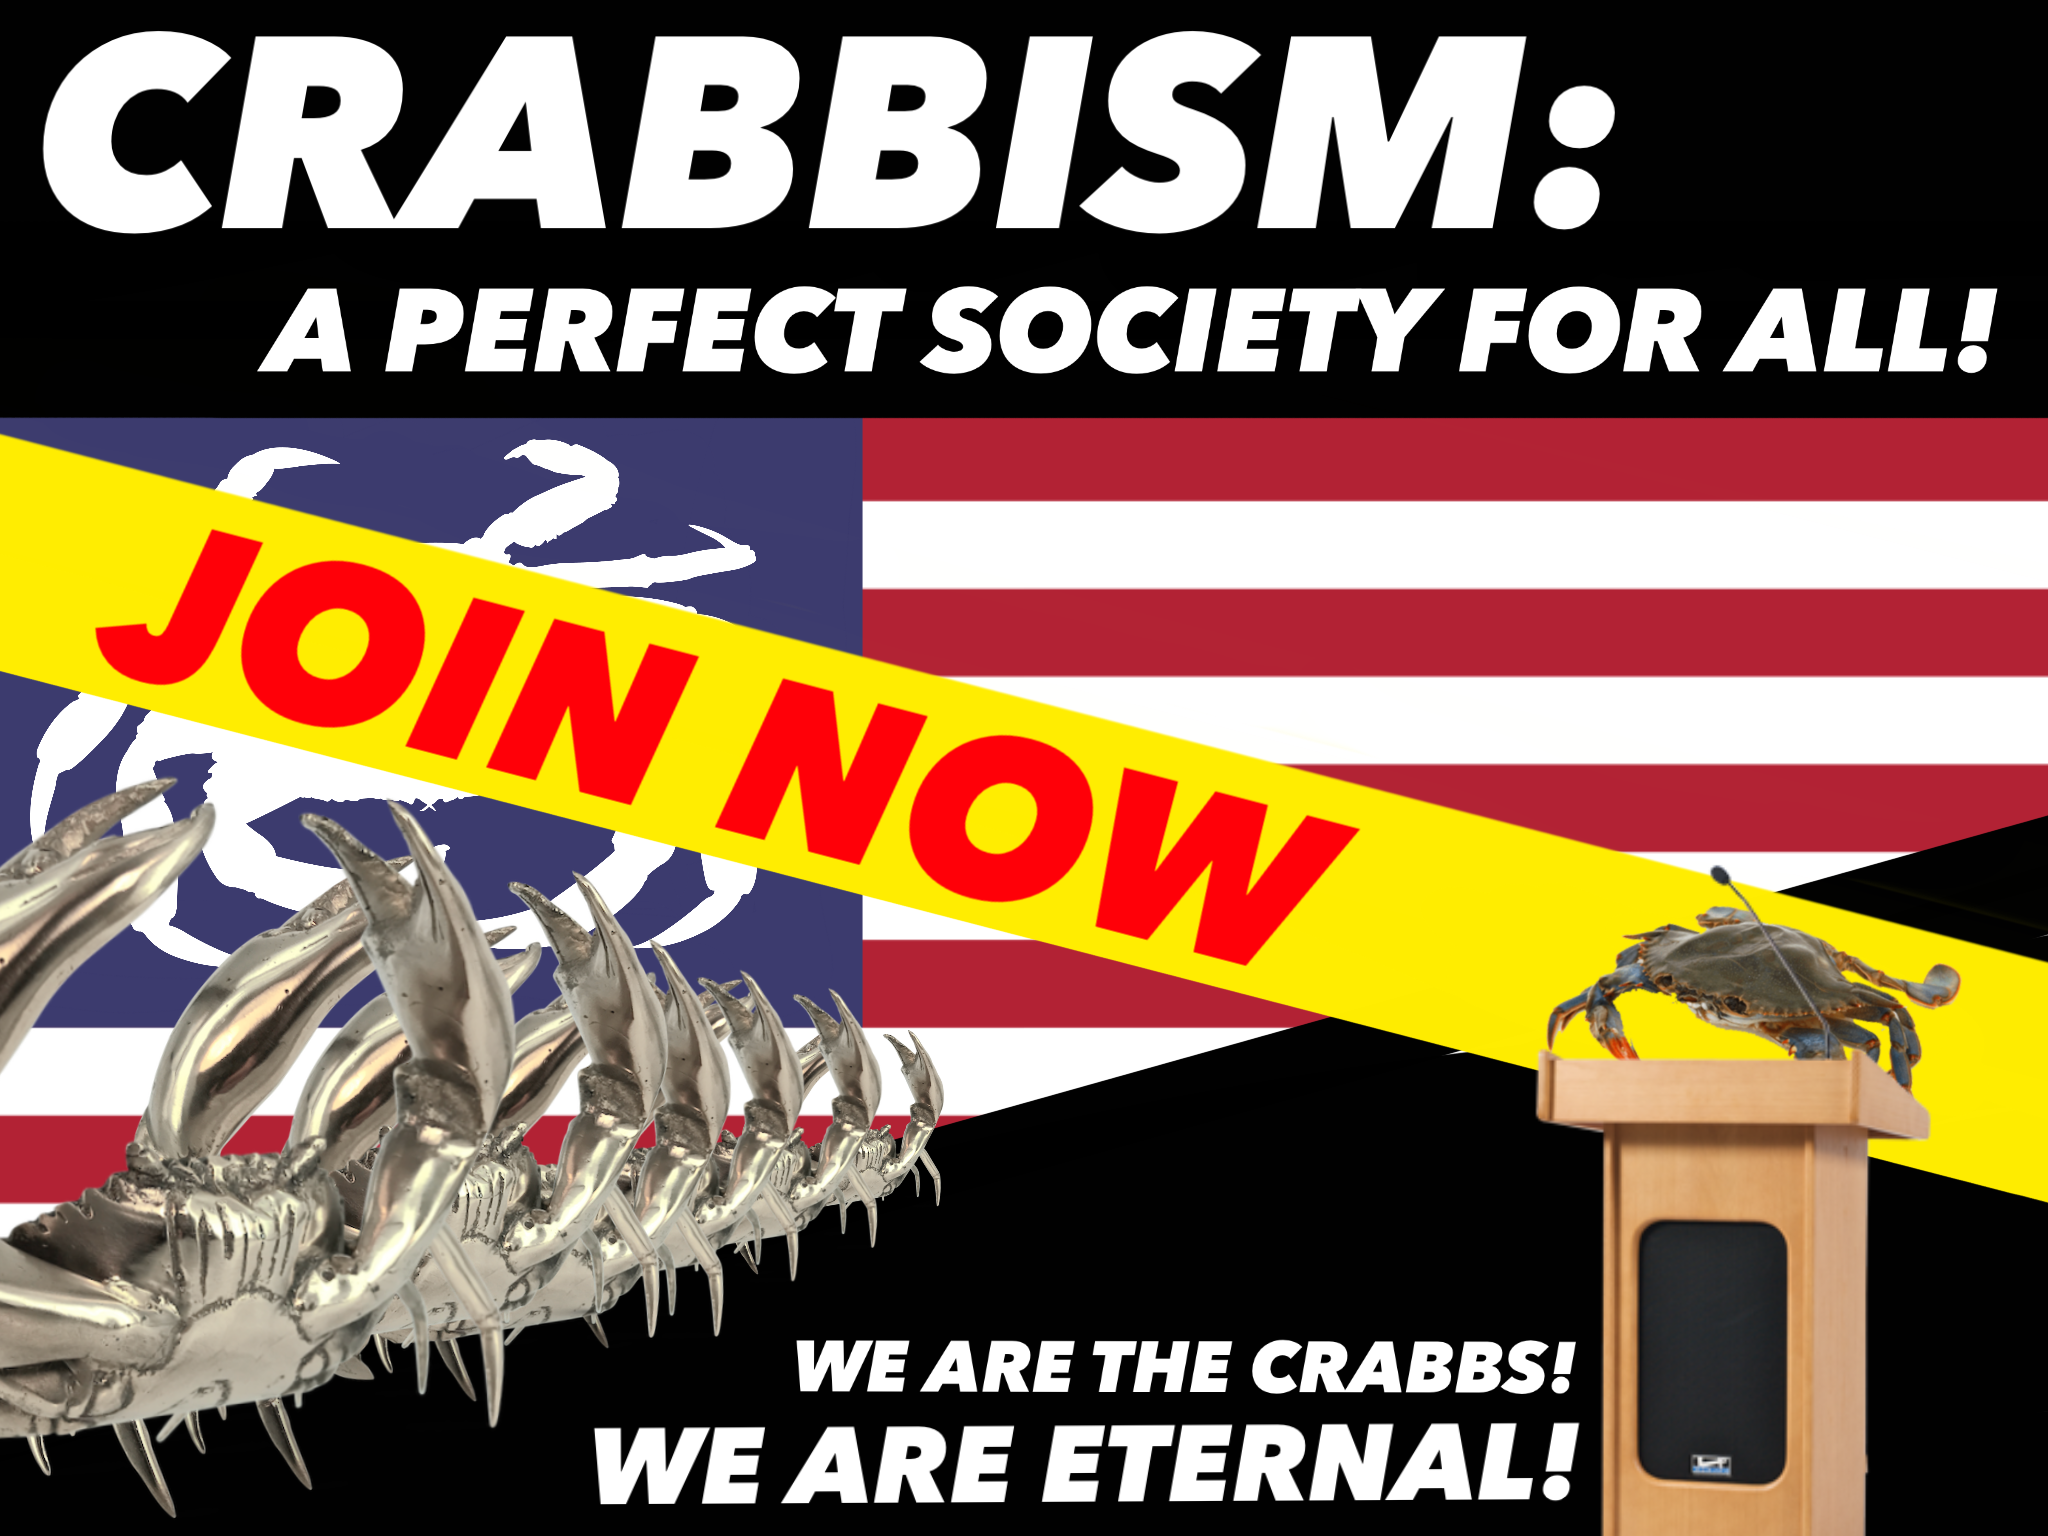 CRABBISM:
A PERFECT SOCIETY FOR ALL!
JOIN NOW
WE ARE THE CRABBS!
WE ARE ETERNAL!